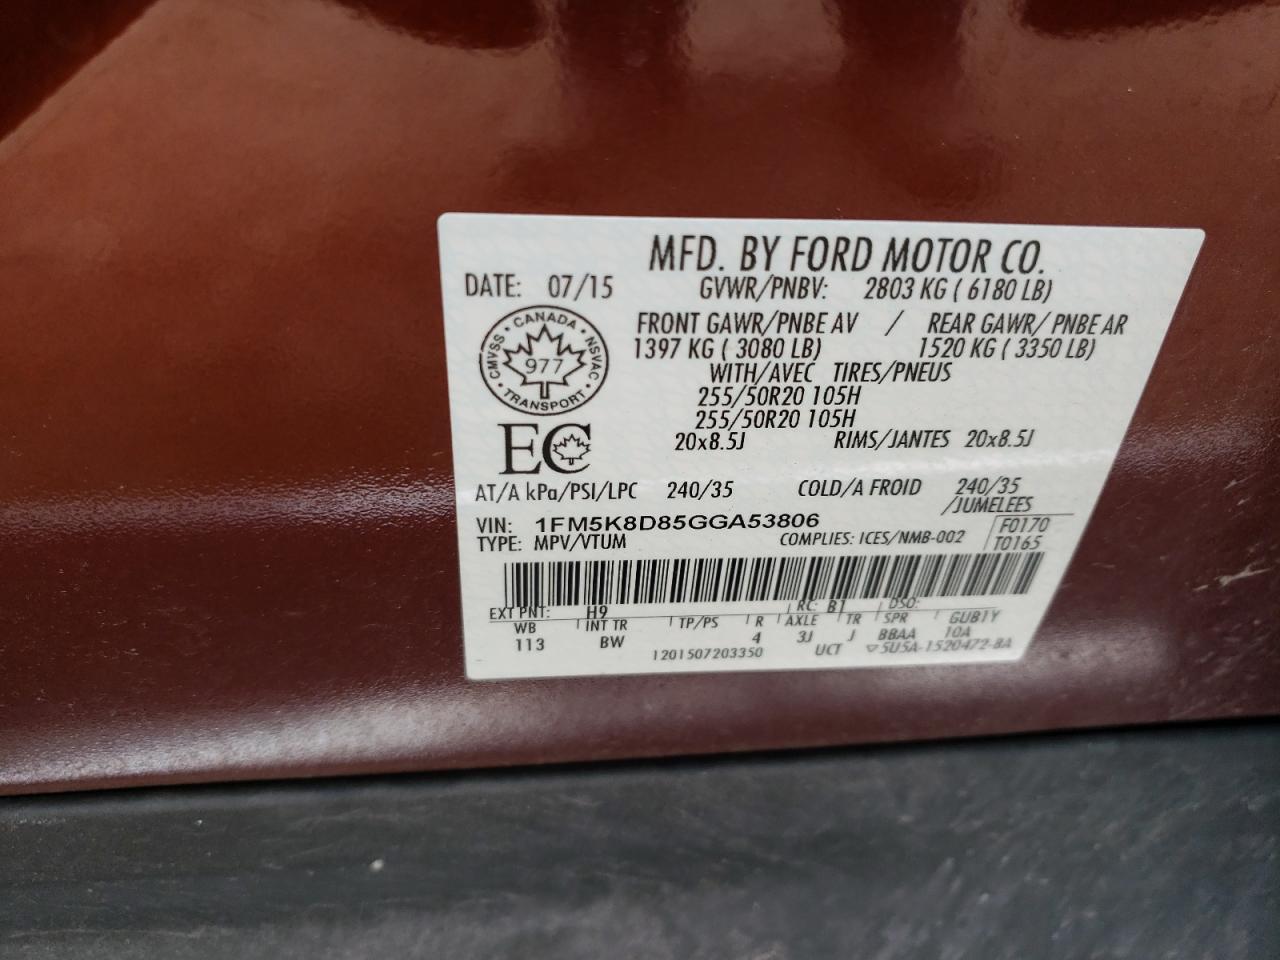 MFD. BY FORD MOTOR CO.
DATE: 07/15 GVWR/PNBV: 2803 KG ( 6180 LB)
FRONT GAWR/PNBE AV / REAR GAWR/ PNBE AR
1397 KG ( 3080 LB) 1520 KG ( 3350 LB)
WITH/AVEC TIRES/PNEUS
255/50R20 105H
255/50R20 105H
20x8.5J RIMS/JANTES 20x8.5J
CMVSS • CANADA • NSVAC • TRANSPORT •
977
EC
AT/A kPa/PSI/LPC 240/35 COLD/A FROID 240/35
/JUMELEES
VIN: 1FM5K8D85GGA53806 F0170
TYPE: MPV/VTUM COMPLIES: ICES/NMB-002 T0165
EXT PNT: H9 RC: B1 DSO:
WB INT TR TP/PS R AXLE TR SPR GUB1Y
113 BW 4 3J J BBAA 10A
1201507203350 UCT ▽5U5A-1520472-BA